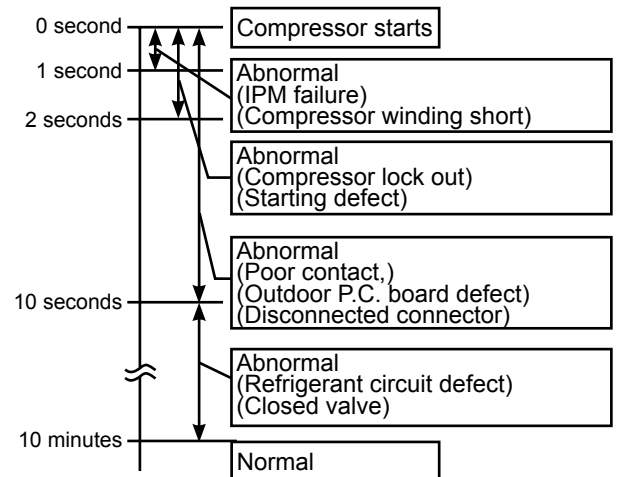 0 second
Compressor starts
1 second
Abnormal
(IPM failure)
(Compressor winding short)
2 seconds
Abnormal
(Compressor lock out)
(Starting defect)
Abnormal
(Poor contact,)
(Outdoor P.C. board defect)
(Disconnected connector)
10 seconds
Abnormal
(Refrigerant circuit defect)
(Closed valve)
10 minutes
Normal